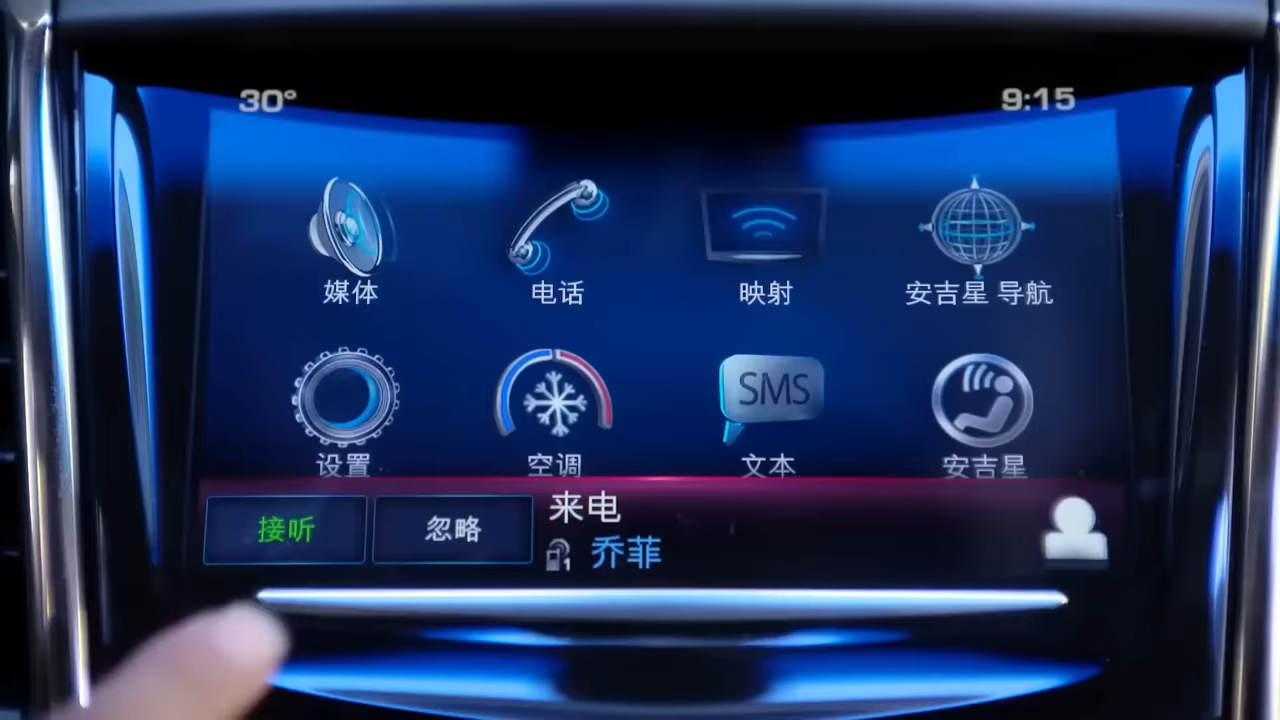 30° 9:15
媒体 电话 映射 安吉星 导航
SMS
设置 空调 文本 安吉星
来电
接听 忽略
1 乔菲